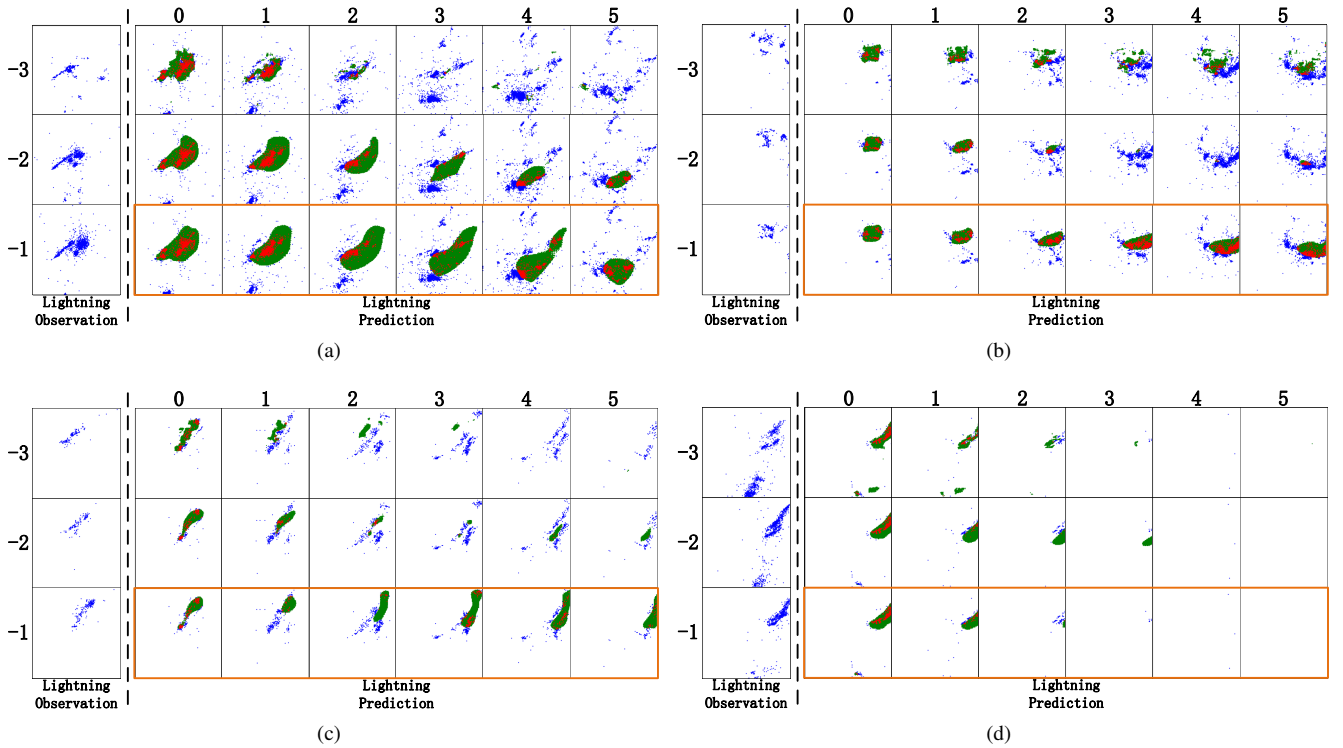 0 1 2 3 4 5
-3
-2
-1
Lightning Observation
Lightning Prediction
(a)
0 1 2 3 4 5
-3
-2
-1
Lightning Observation
Lightning Prediction
(b)
0 1 2 3 4 5
-3
-2
-1
Lightning Observation
Lightning Prediction
(c)
0 1 2 3 4 5
-3
-2
-1
Lightning Observation
Lightning Prediction
(d)